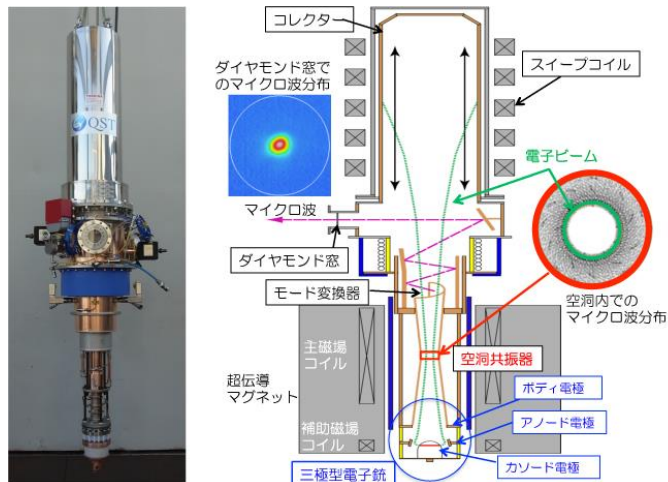 QST
コレクタ
ダイヤモンド窓で
のマイクロ波分布
スイープコイル
電子ビーム
マイクロ波
ダイヤモンド窓
モード変換器
空洞内での
マイクロ波分布
主磁場
コイル
空洞共振器
超伝導
マグネット
ボディ電極
補助磁場
コイル
アノード電極
カソード電極
三極型電子銃